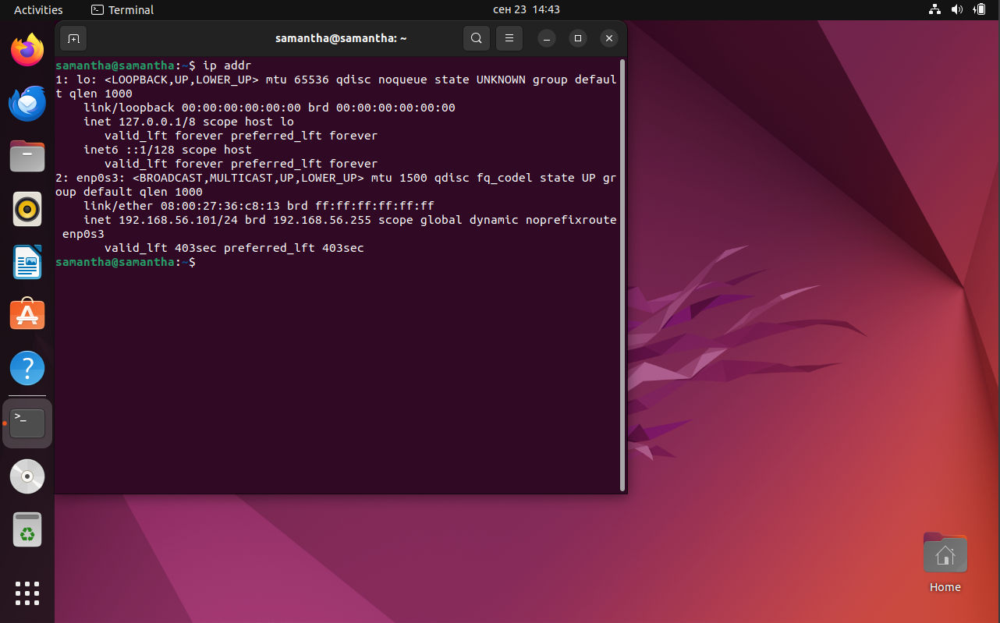 Activities
Terminal
сен 23 14:43
samantha@samantha: ~
samantha@samantha:~$ ip addr
1: lo: <LOOPBACK,UP,LOWER_UP> mtu 65536 qdisc noqueue state UNKNOWN group defaul
t qlen 1000
    link/loopback 00:00:00:00:00:00 brd 00:00:00:00:00:00
    inet 127.0.0.1/8 scope host lo
       valid_lft forever preferred_lft forever
    inet6 ::1/128 scope host
       valid_lft forever preferred_lft forever
2: enp0s3: <BROADCAST,MULTICAST,UP,LOWER_UP> mtu 1500 qdisc fq_codel state UP gr
oup default qlen 1000
    link/ether 08:00:27:36:c8:13 brd ff:ff:ff:ff:ff:ff
    inet 192.168.56.101/24 brd 192.168.56.255 scope global dynamic noprefixroute
 enp0s3
       valid_lft 403sec preferred_lft 403sec
samantha@samantha:~$
Home